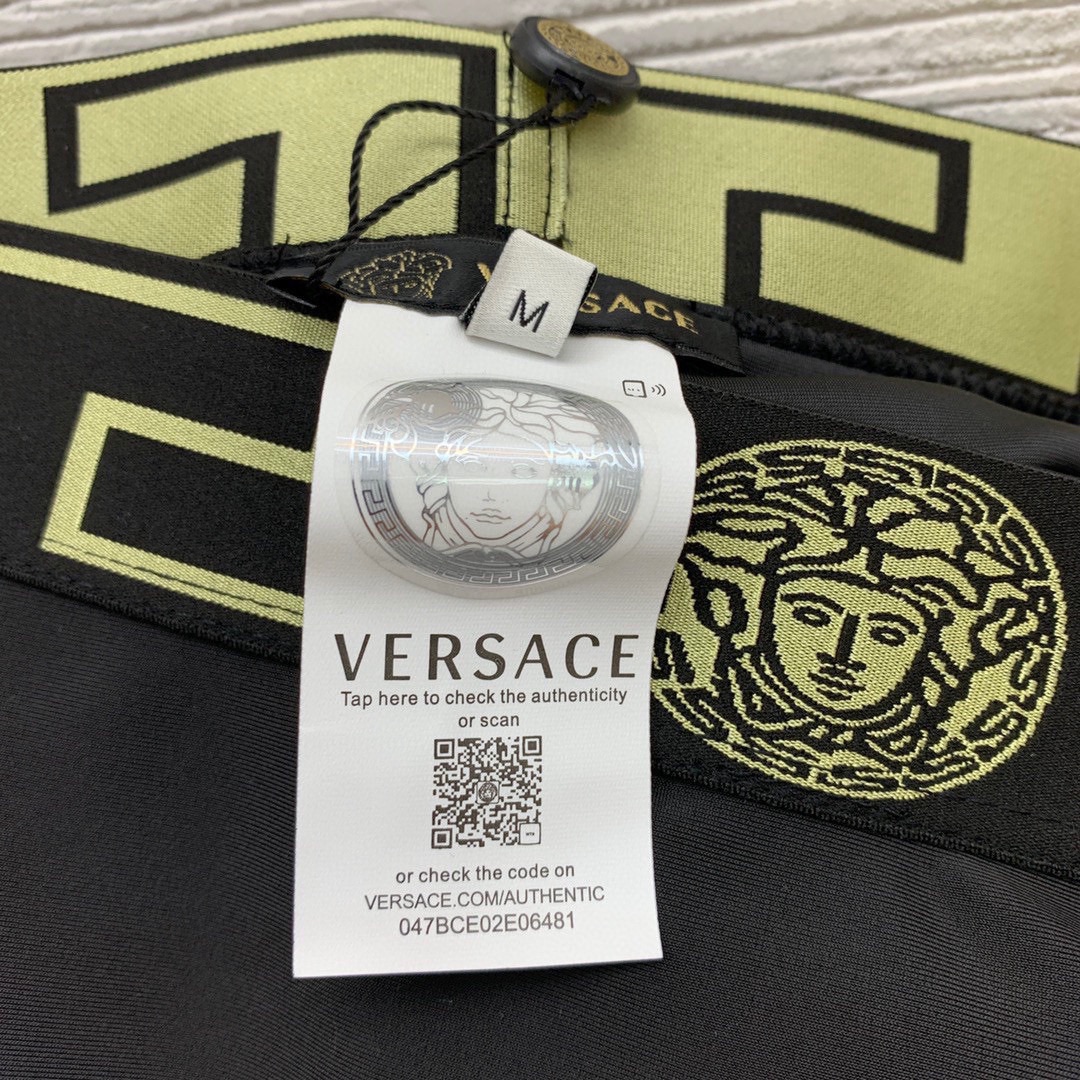 VERSACE
M
VERSACE
Tap here to check the authenticity
or scan
or check the code on
VERSACE.COM/AUTHENTIC
047BCE02E06481